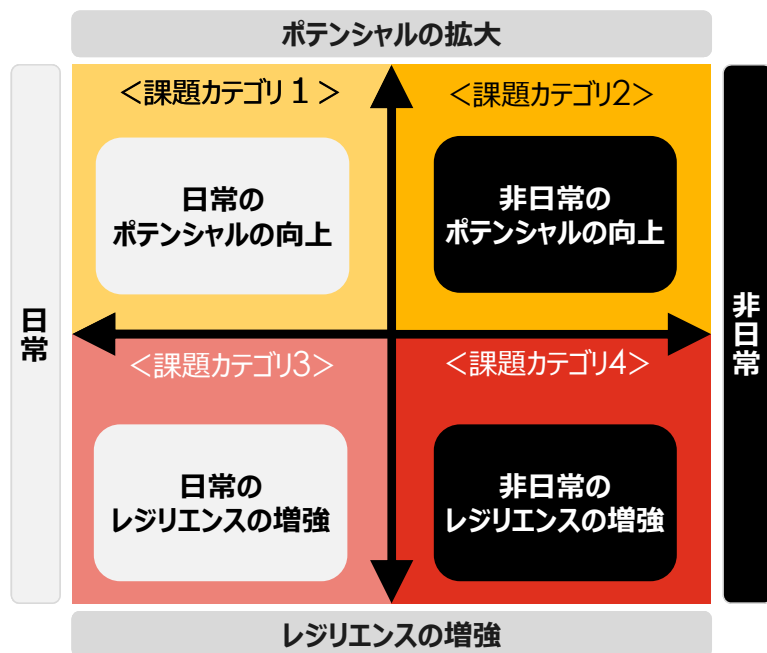 ポテンシャルの拡大
＜課題カテゴリ１＞
＜課題カテゴリ2＞
日常の
ポテンシャルの向上
非日常の
ポテンシャルの向上
日常
非日常
＜課題カテゴリ3＞
＜課題カテゴリ4＞
日常の
レジリエンスの増強
非日常の
レジリエンスの増強
レジリエンスの増強